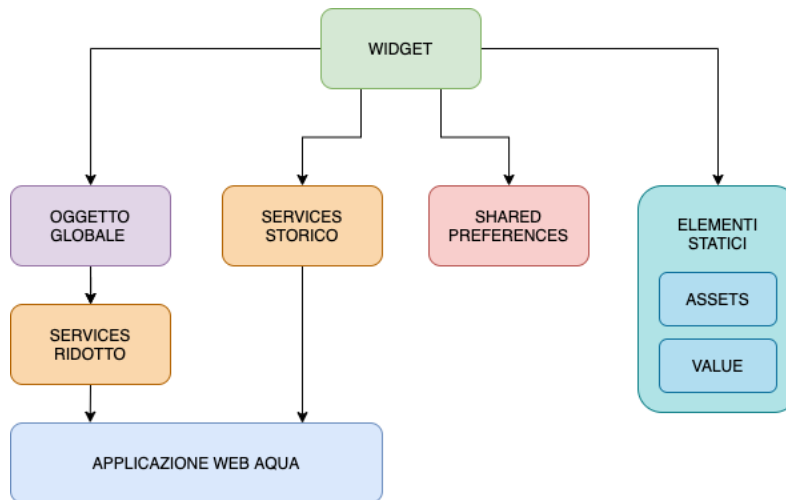 WIDGET
OGGETTO
GLOBALE
SERVICES
STORICO
SHARED
PREFERENCES
ELEMENTI
STATICI
ASSETS
VALUE
SERVICES
RIDOTTO
APPLICAZIONE WEB AQUA